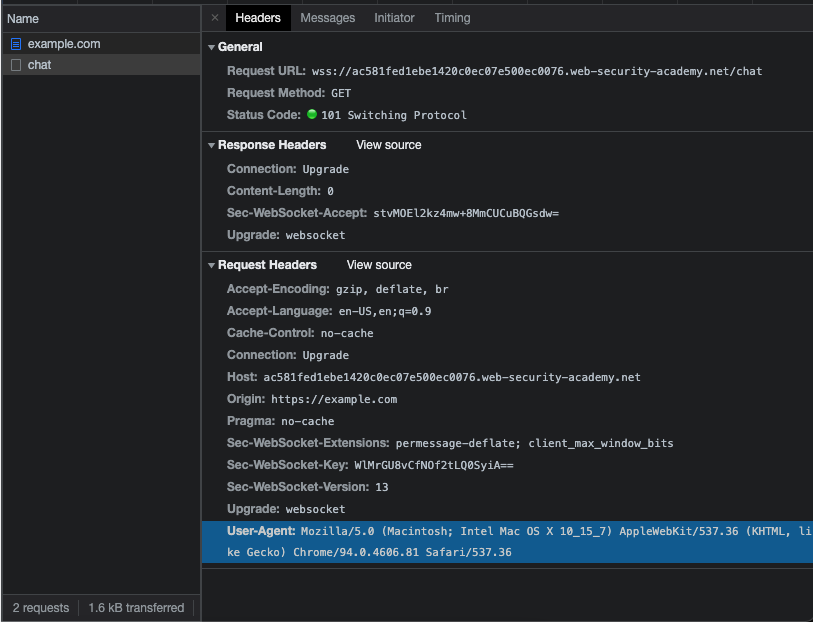 Name
example.com
chat
2 requests
1.6 kB transferred
× Headers Messages Initiator Timing
General
Request URL: wss://ac581fed1ebe1420c0ec07e500ec0076.web-security-academy.net/chat
Request Method: GET
Status Code: 101 Switching Protocol
Response Headers View source
Connection: Upgrade
Content-Length: 0
Sec-WebSocket-Accept: stvMOEl2kz4mw+8MmCUCuBQGsdw=
Upgrade: websocket
Request Headers View source
Accept-Encoding: gzip, deflate, br
Accept-Language: en-US,en;q=0.9
Cache-Control: no-cache
Connection: Upgrade
Host: ac581fed1ebe1420c0ec07e500ec0076.web-security-academy.net
Origin: https://example.com
Pragma: no-cache
Sec-WebSocket-Extensions: permessage-deflate; client_max_window_bits
Sec-WebSocket-Key: WlMrGU8vCfNOf2tLQ0SyiA==
Sec-WebSocket-Version: 13
Upgrade: websocket
User-Agent: Mozilla/5.0 (Macintosh; Intel Mac OS X 10_15_7) AppleWebKit/537.36 (KHTML, li
ke Gecko) Chrome/94.0.4606.81 Safari/537.36